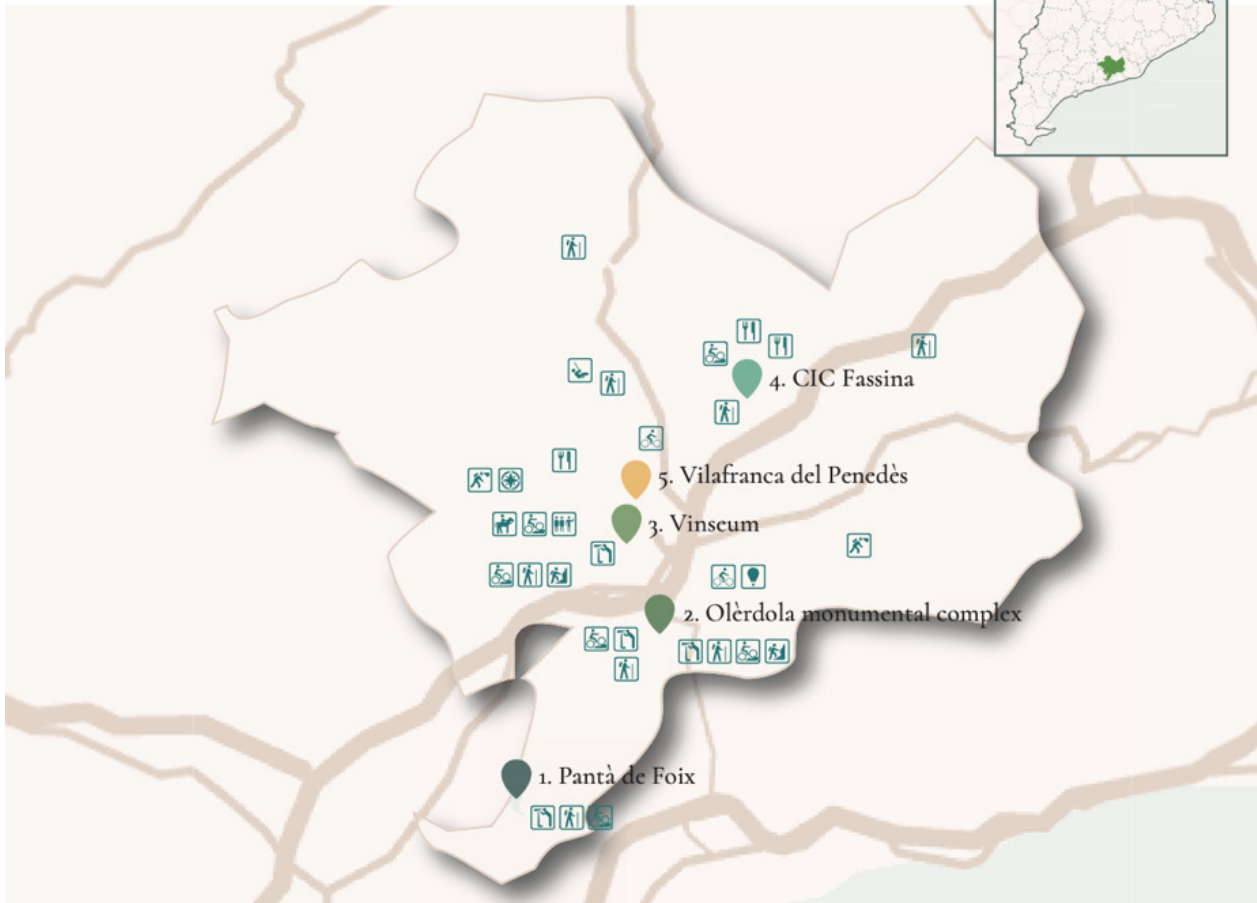 4. CIC Fassina
5. Vilafranca del Penedès
3. Vinseum
2. Olèrdola monumental complex
1. Pantà de Foix